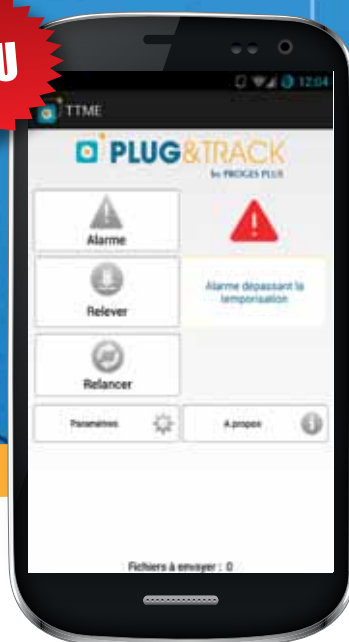 U
12:04
TTME
PLUG&TRACK
by PROGES PLUS
Alarme
Relever
Alarme dépassant la
temporisation
Relancer
Paramètres
A propos
Fichiers à envoyer : 0